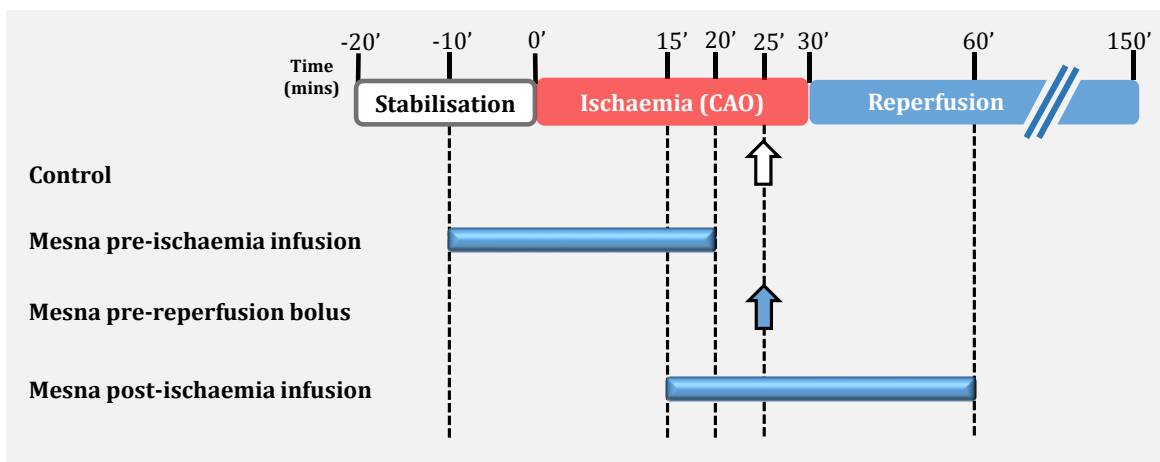 -20’ -10’ 0’ 15’ 20’ 25’ 30’ 60’ 150’
Time
(mins)
Stabilisation Ischaemia (CAO) Reperfusion
Control
Mesna pre-ischaemia infusion
Mesna pre-reperfusion bolus
Mesna post-ischaemia infusion